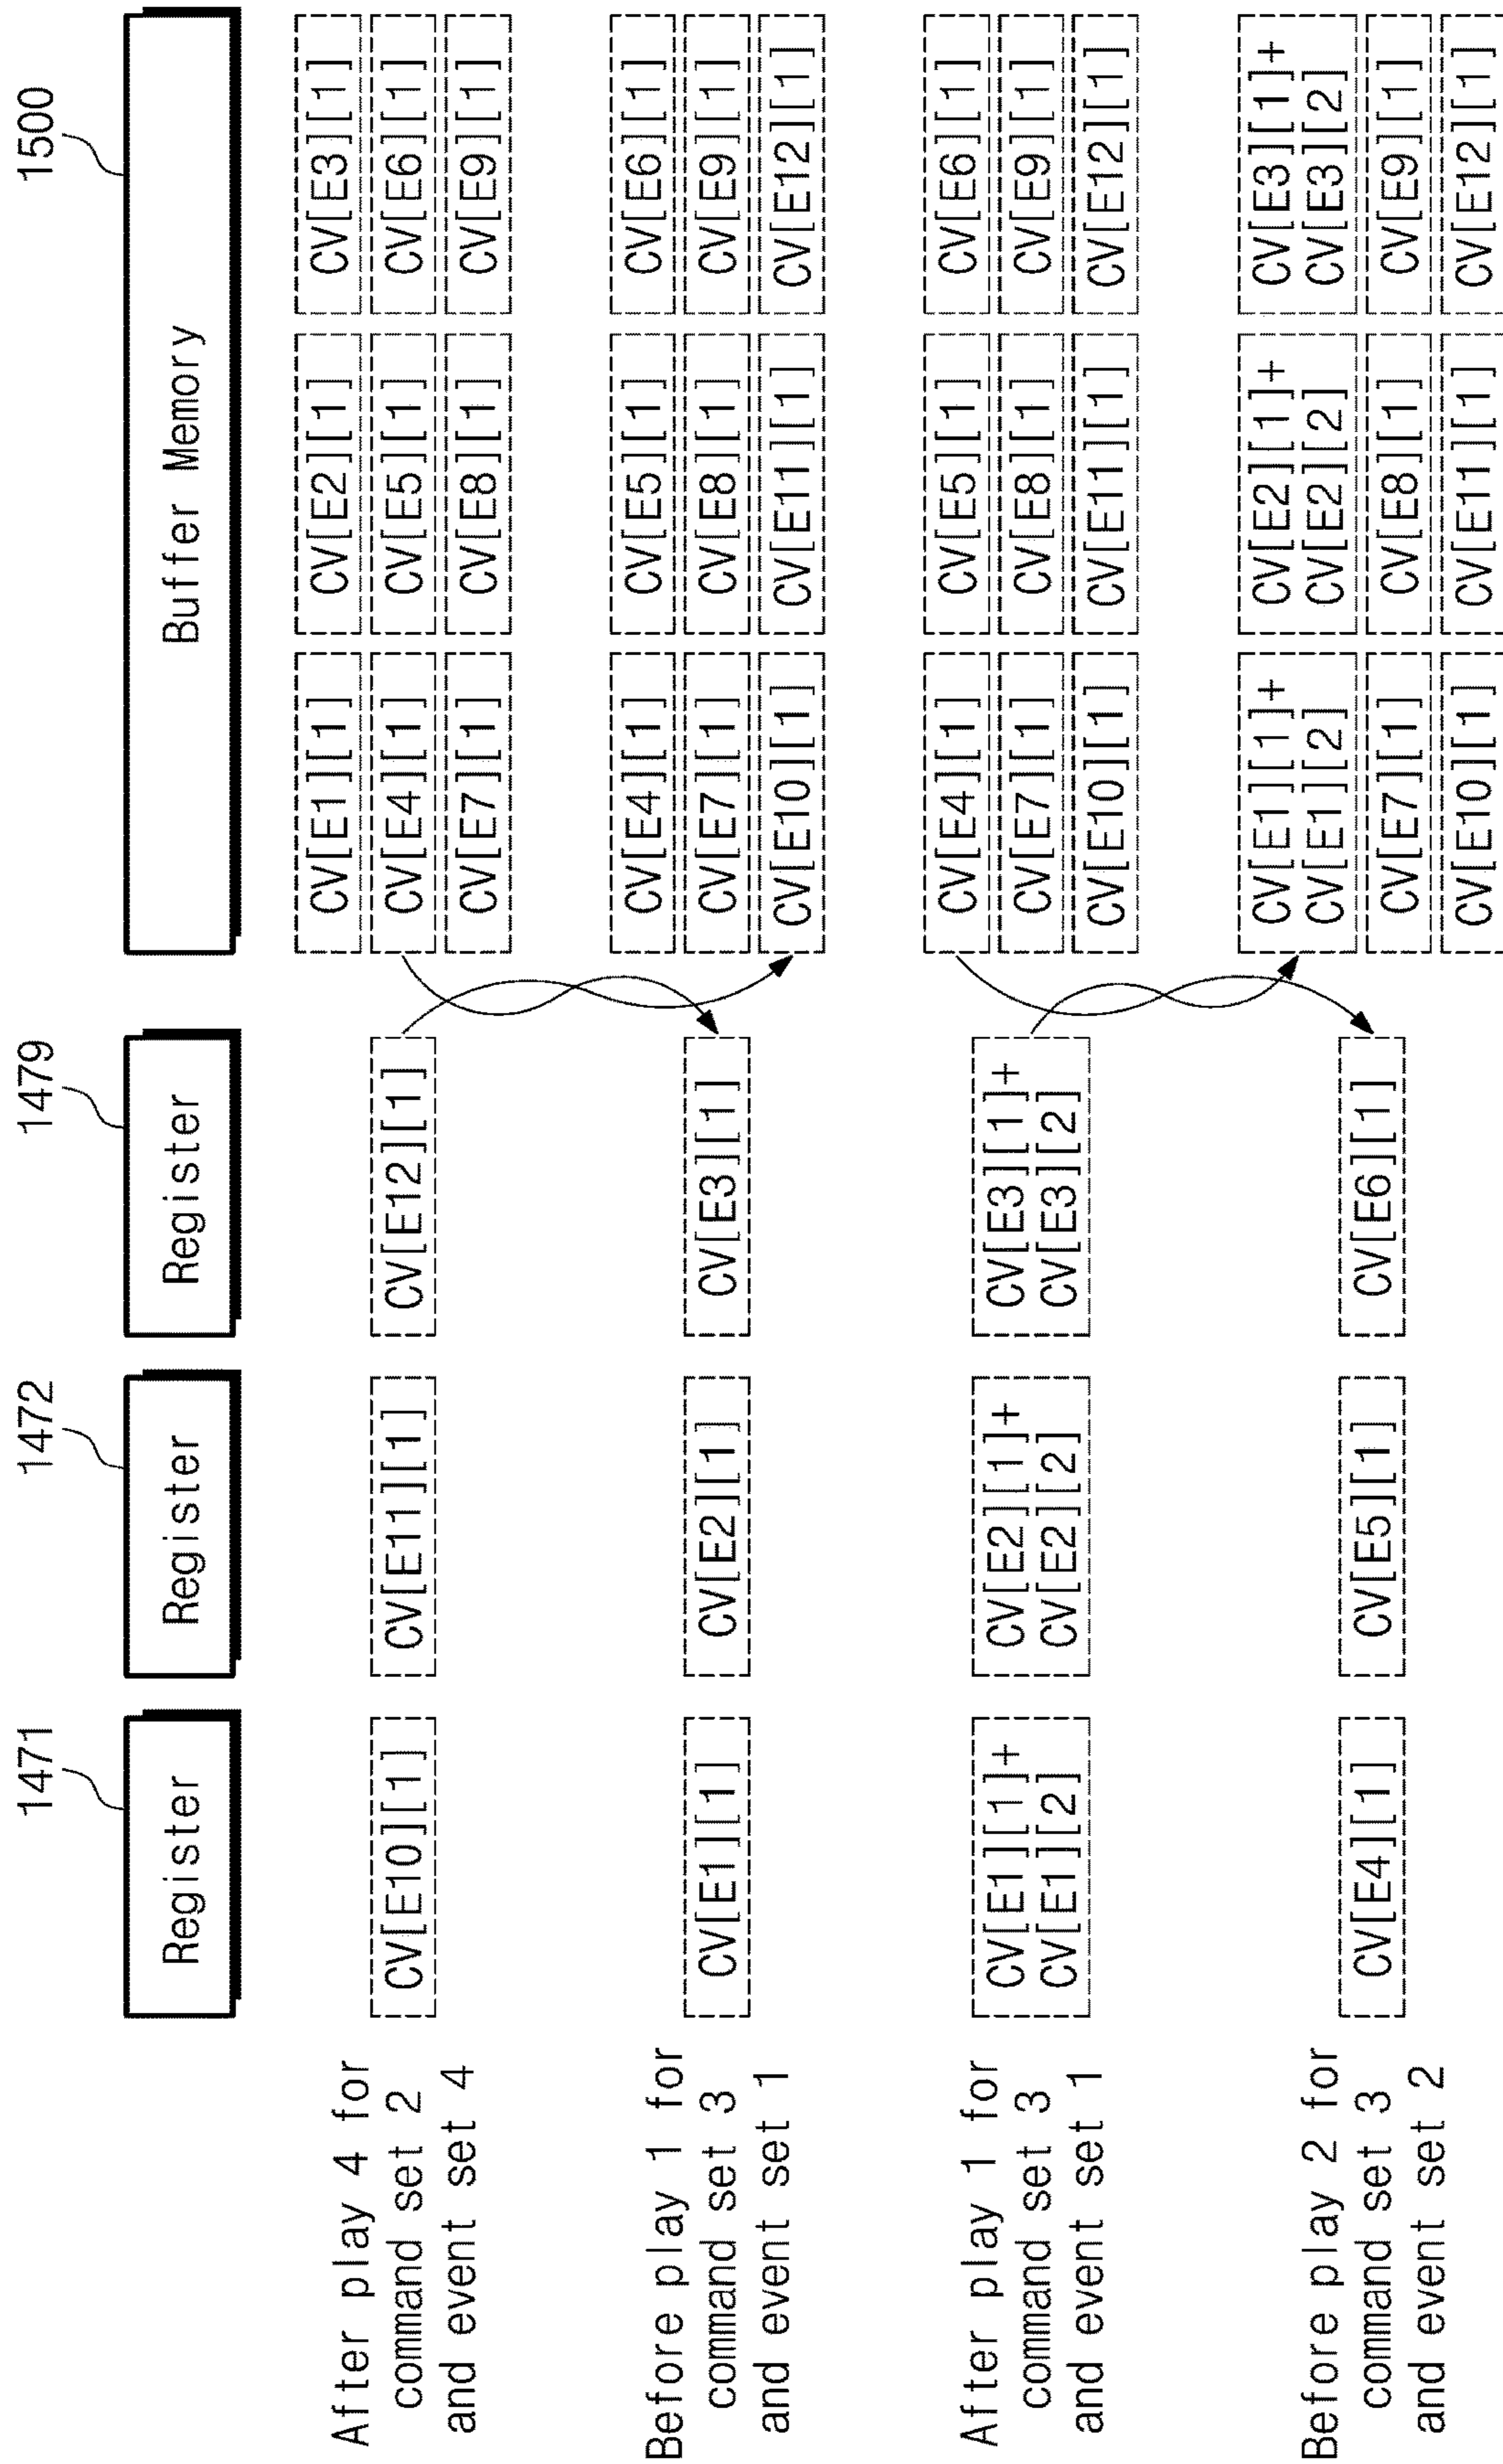 1471
1472
1479
1500
Register
Register
Register
Buffer Memory
After play 4 for
command set 2
and event set 4
CV[E10][1]
CV[E11][1]
CV[E12][1]
CV[E1][1]
CV[E2][1]
CV[E3][1]
CV[E4][1]
CV[E5][1]
CV[E6][1]
CV[E7][1]
CV[E8][1]
CV[E9][1]
Before play 1 for
command set 3
and event set 1
CV[E1][1]
CV[E2][1]
CV[E3][1]
CV[E4][1]
CV[E5][1]
CV[E6][1]
CV[E7][1]
CV[E8][1]
CV[E9][1]
CV[E10][1]
CV[E11][1]
CV[E12][1]
After play 1 for
command set 3
and event set 1
CV[E1][1]+
CV[E1][2]
CV[E2][1]+
CV[E2][2]
CV[E3][1]+
CV[E3][2]
CV[E4][1]
CV[E5][1]
CV[E6][1]
CV[E7][1]
CV[E8][1]
CV[E9][1]
CV[E10][1]
CV[E11][1]
CV[E12][1]
Before play 2 for
command set 3
and event set 2
CV[E4][1]
CV[E5][1]
CV[E6][1]
CV[E1][1]+
CV[E1][2]
CV[E2][1]+
CV[E2][2]
CV[E3][1]+
CV[E3][2]
CV[E7][1]
CV[E8][1]
CV[E9][1]
CV[E10][1]
CV[E11][1]
CV[E12][1]